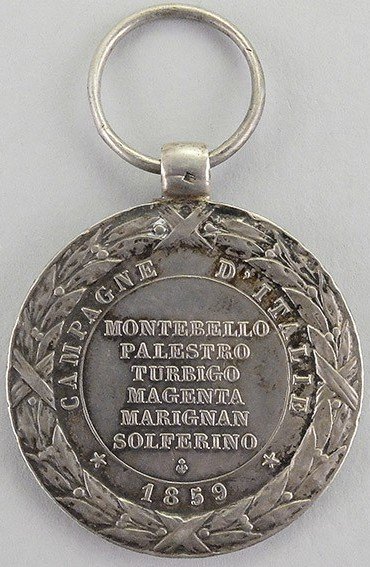 CAMPAGNE D'ITALIE
MONTEBELLO
PALESTRO
TURBIGO
MAGENTA
MARIGNAN
SOLFERINO
1859